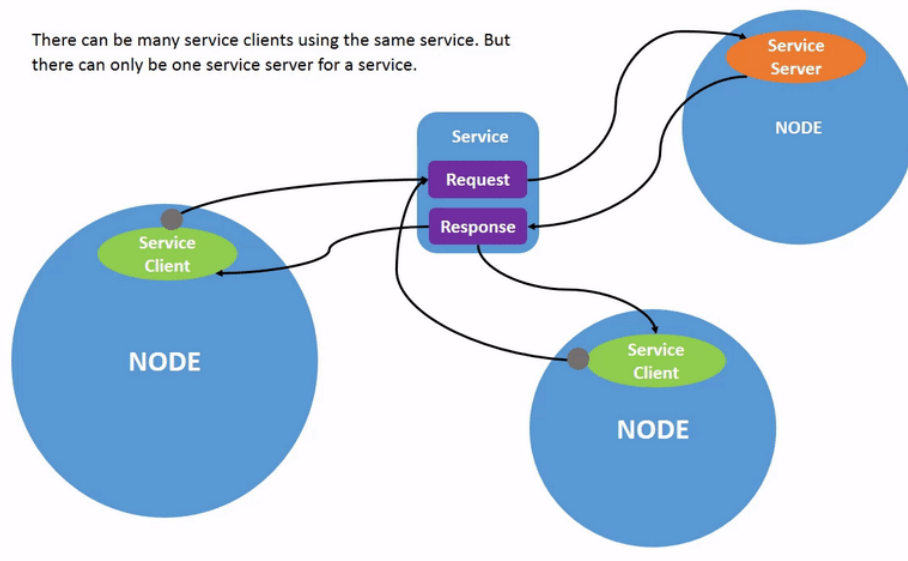 There can be many service clients using the same service. But
there can only be one service server for a service.
Service
Server
NODE
Service
Request
Response
Service
Client
NODE
Service
Client
NODE